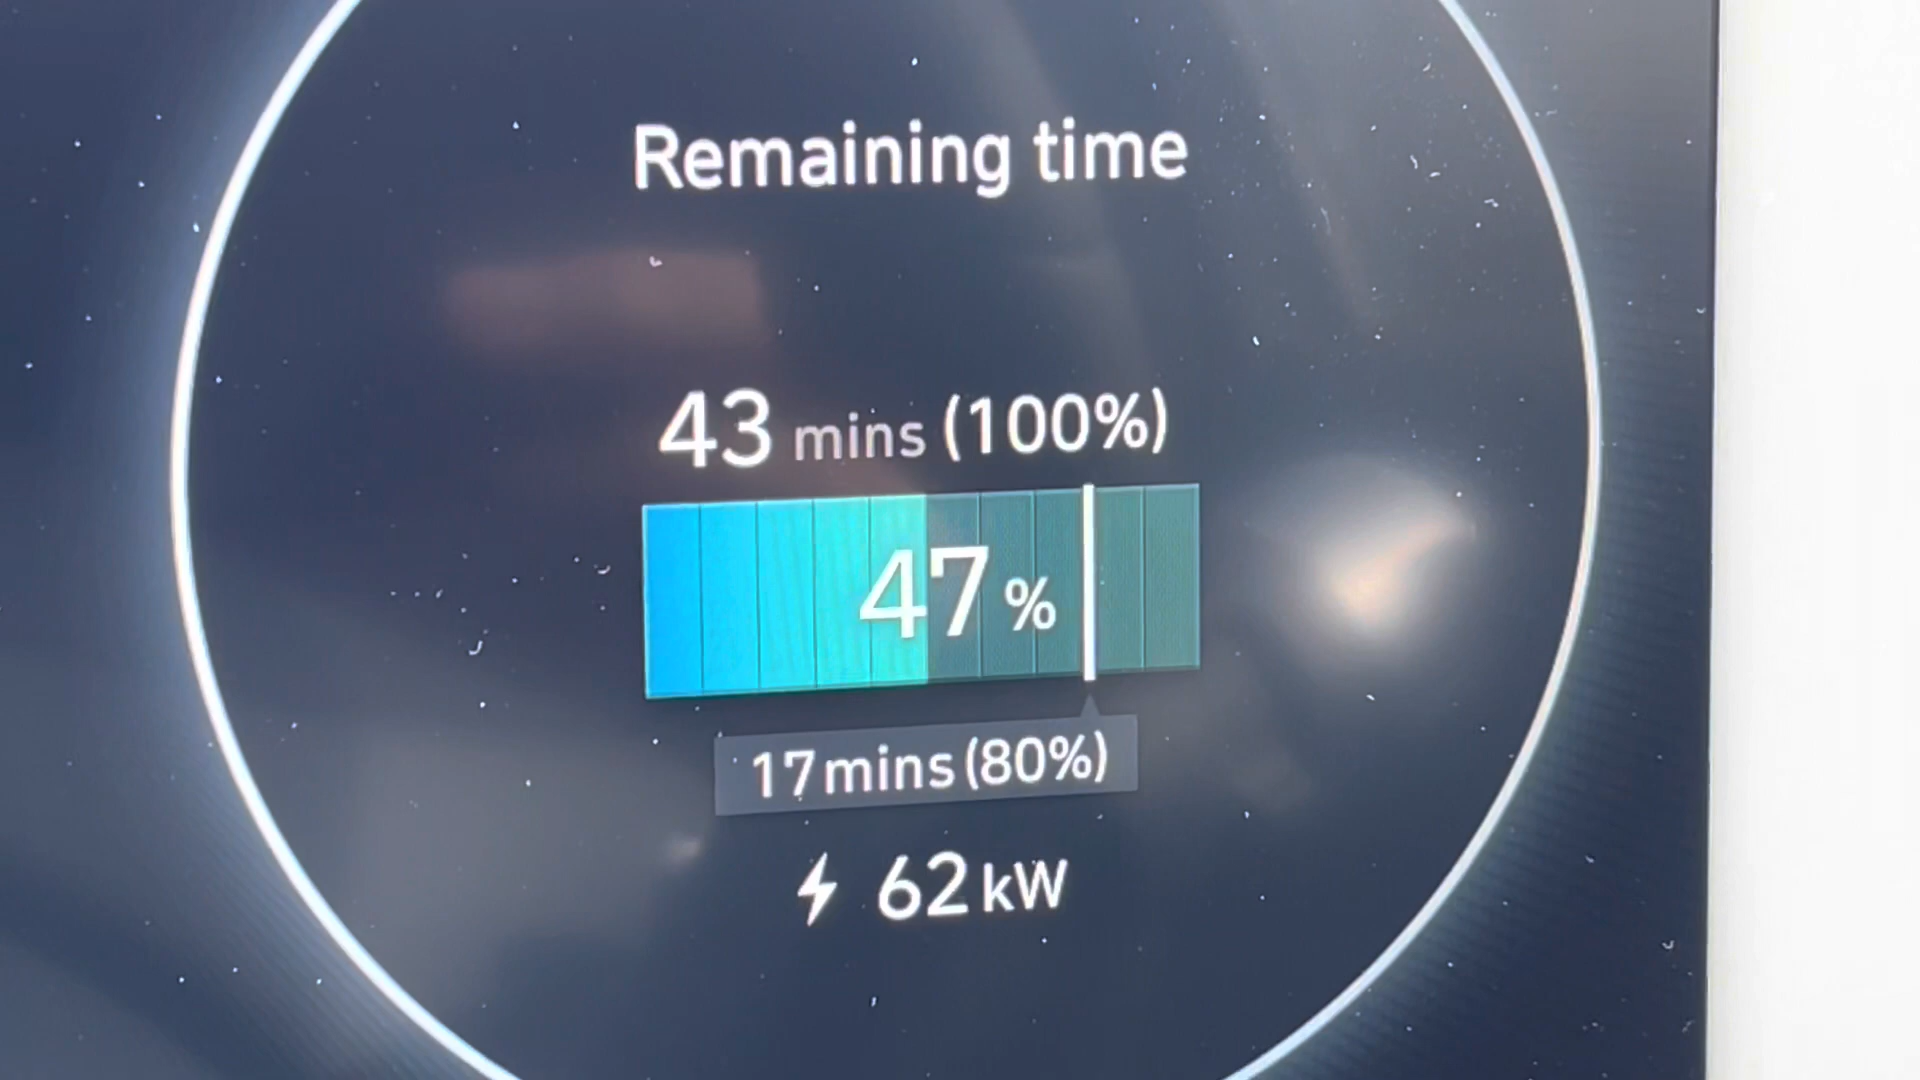 Remaining time
43 mins (100%)
47 %
17 mins (80%)
62 kW